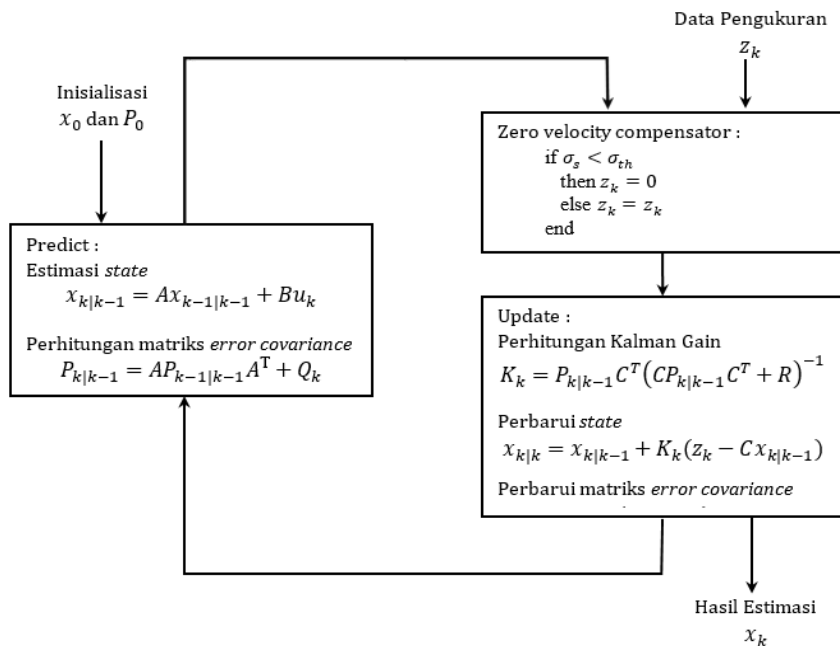 Data Pengukuran
z_k
Inisialisasi
x_0 dan P_0
Zero velocity compensator :
if σ_s < σ_th
then z_k = 0
else z_k = z_k
end
Predict :
Estimasi state
x_{k|k−1} = Ax_{k−1|k−1} + Bu_k
Perhitungan matriks error covariance
P_{k|k−1} = AP_{k−1|k−1}A^T + Q_k
Update :
Perhitungan Kalman Gain
K_k = P_{k|k−1}C^T(CP_{k|k−1}C^T + R)^{−1}
Perbarui state
x_{k|k} = x_{k|k−1} + K_k(z_k − Cx_{k|k−1})
Perbarui matriks error covariance
Hasil Estimasi
x_k